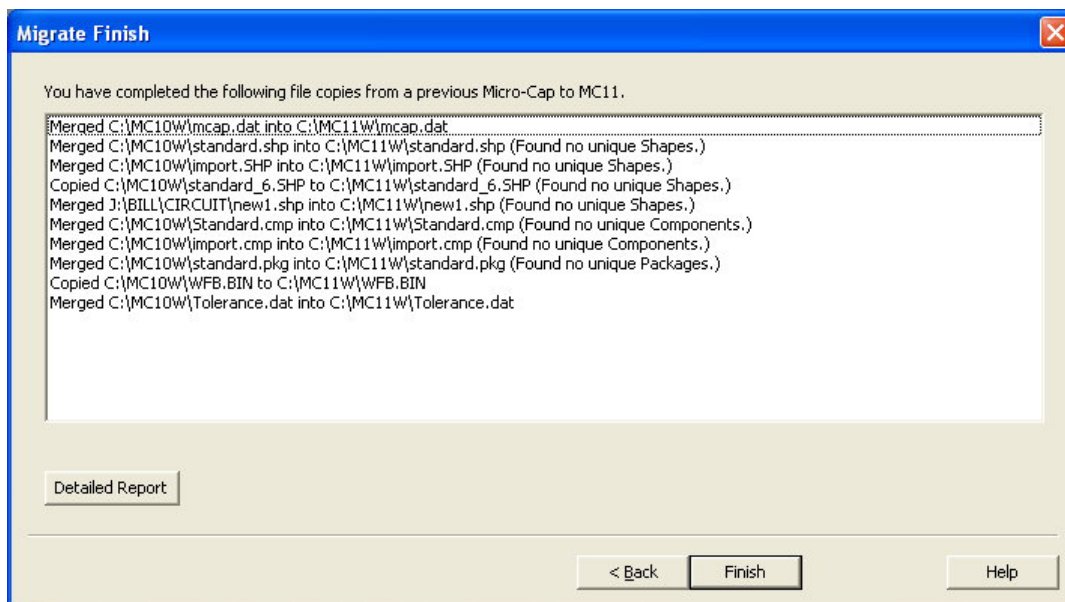 Migrate Finish
You have completed the following file copies from a previous Micro-Cap to MC11.
Merged C:\MC10W\mcap.dat into C:\MC11W\mcap.dat
Merged C:\MC10W\standard.shp into C:\MC11W\standard.shp (Found no unique Shapes.)
Merged C:\MC10W\import.SHP into C:\MC11W\import.SHP (Found no unique Shapes.)
Copied C:\MC10W\standard_6.SHP to C:\MC11W\standard_6.SHP (Found no unique Shapes.)
Merged J:\BILL\CIRCUIT\new1.shp into C:\MC11W\new1.shp (Found no unique Shapes.)
Merged C:\MC10W\Standard.cmp into C:\MC11W\Standard.cmp (Found no unique Components.)
Merged C:\MC10W\import.cmp into C:\MC11W\import.cmp (Found no unique Components.)
Merged C:\MC10W\standard.pkg into C:\MC11W\standard.pkg (Found no unique Packages.)
Copied C:\MC10W\WFB.BIN to C:\MC11W\WFB.BIN
Merged C:\MC10W\Tolerance.dat into C:\MC11W\Tolerance.dat
Detailed Report
< Back
Finish
Help